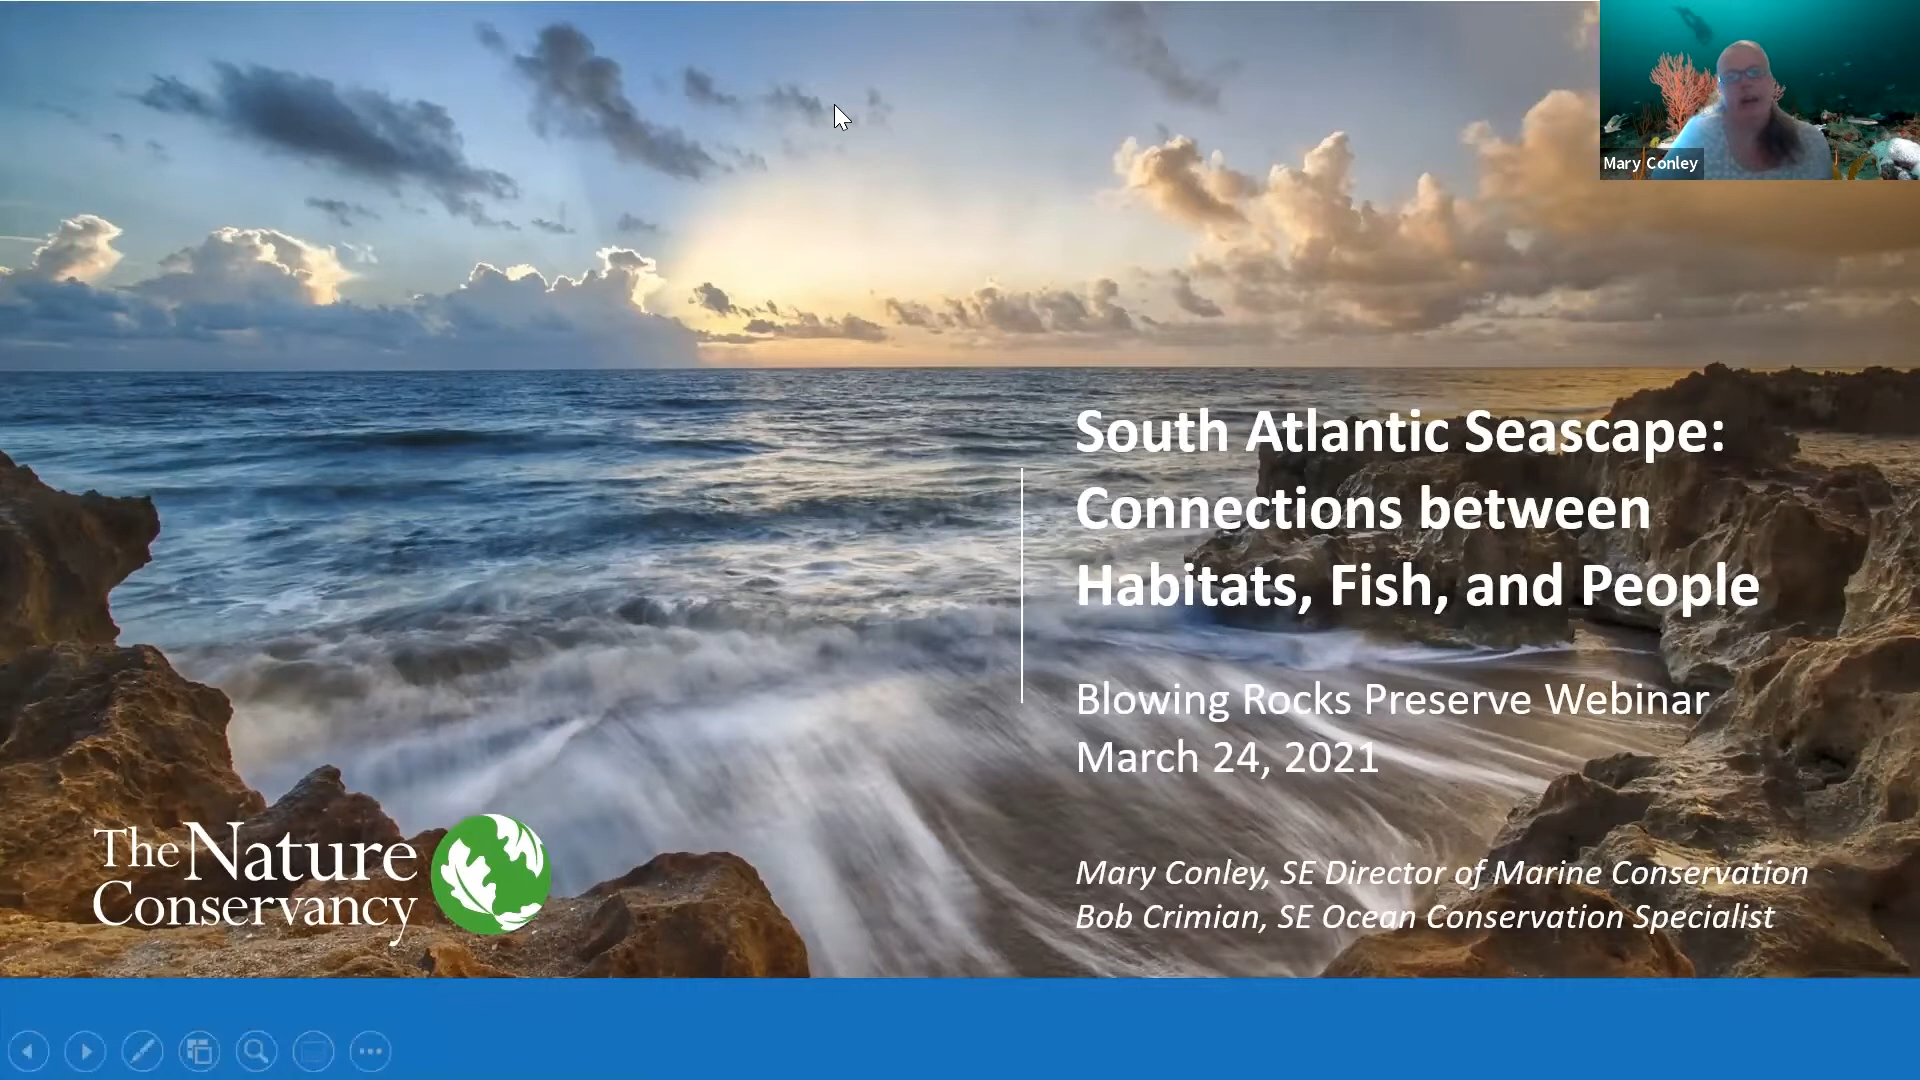 Mary Conley
South Atlantic Seascape:
Connections between
Habitats, Fish, and People
Blowing Rocks Preserve Webinar
March 24, 2021
The Nature
Conservancy
Mary Conley, SE Director of Marine Conservation
Bob Crimian, SE Ocean Conservation Specialist